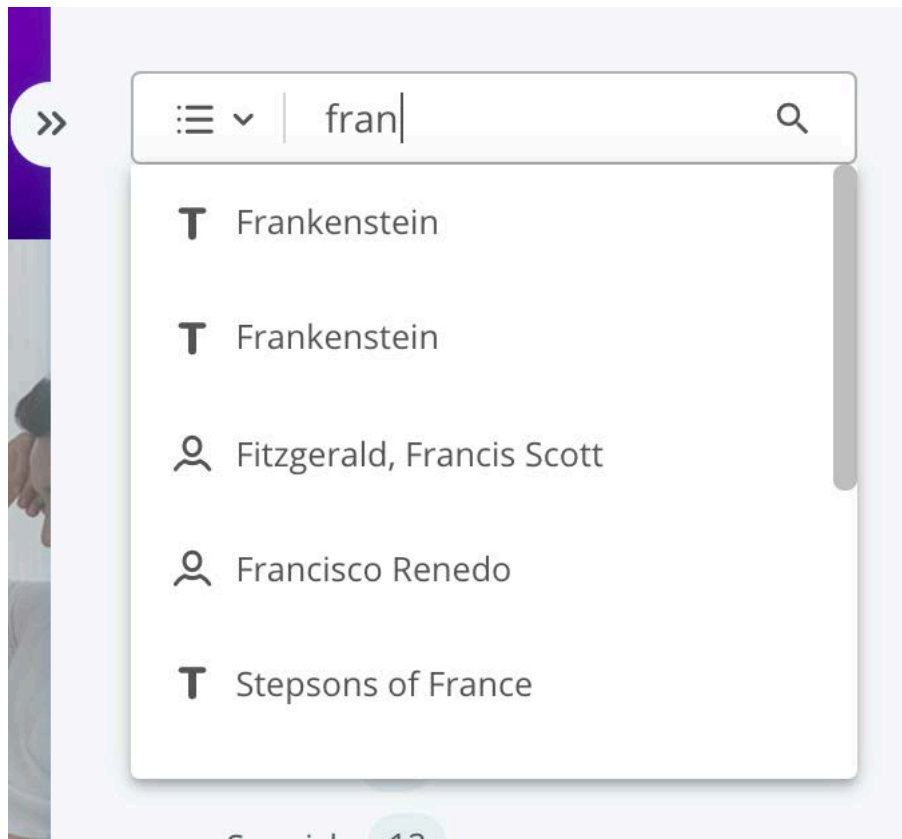 fran
Frankenstein
Frankenstein
Fitzgerald, Francis Scott
Francisco Renedo
Stepsons of France